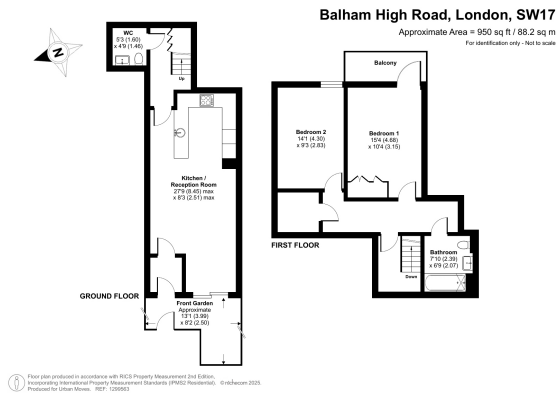 Balham High Road, London, SW17
Approximate Area = 950 sq ft / 88.2 sq m
For identification only - Not to scale
N
WC
5'3 (1.60)
x 4'9 (1.46)
Up
Balcony
Bedroom 2
14'1 (4.30)
x 9'3 (2.83)
Bedroom 1
15'4 (4.68)
x 10'4 (3.15)
Kitchen /
Reception Room
27'9 (8.45) max
x 8'3 (2.51) max
FIRST FLOOR
Bathroom
7'10 (2.39)
x 6'9 (2.07)
Down
GROUND FLOOR
Front Garden
Approximate
13'1 (3.99)
x 8'2 (2.50)
Floor plan produced in accordance with RICS Property Measurement 2nd Edition,
Incorporating International Property Measurement Standards (IPMS2 Residential). © nichecom 2025.
Produced for Urban Moves. REF: 1299863